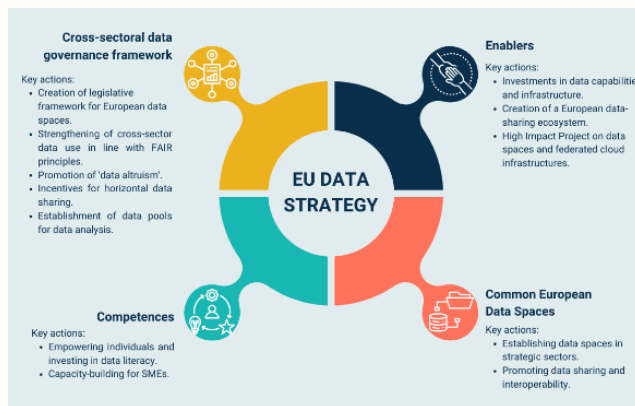 Cross-sectoral data
governance framework
Key actions:
• Creation of legislative
framework for European data
spaces.
• Strengthening of cross-sector
data use in line with FAIR
principles.
• Promotion of 'data altruism'.
• Incentives for horizontal data
sharing.
• Establishment of data pools
for data analysis.
Enablers
Key actions:
• Investments in data capabilitie
and infrastructure.
• Creation of a European data-
sharing ecosystem.
• High Impact Project on data
spaces and federated cloud
infrastructures.
EU DATA
STRATEGY
Competences
Key actions:
• Empowering individuals and
investing in data literacy.
• Capacity-building for SMEs.
Common European
Data Spaces
Key actions:
• Establishing data spaces in
strategic sectors.
• Promoting data sharing and
interoperability.